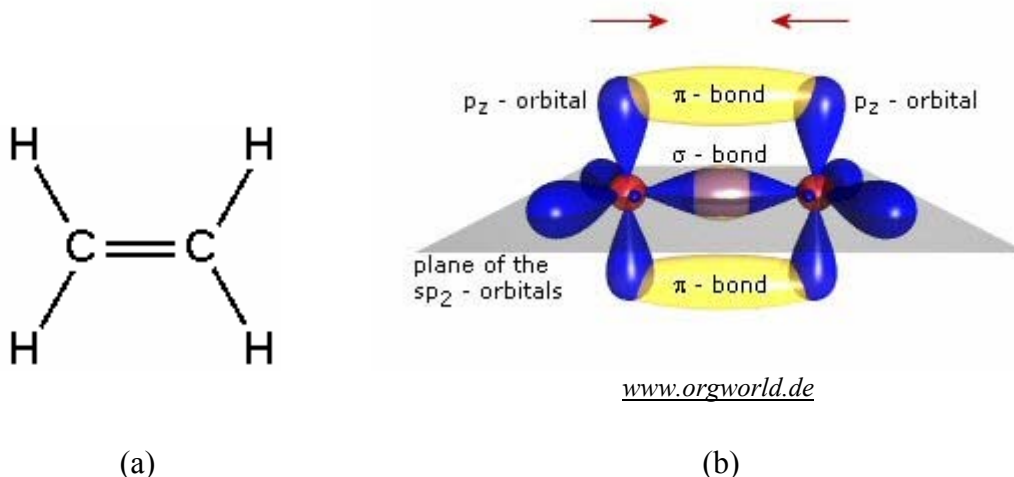 H H
C C
H H
p_z - orbital π - bond p_z - orbital
σ - bond
plane of the
sp_2 - orbitals
π - bond
www.orgworld.de
(a) (b)